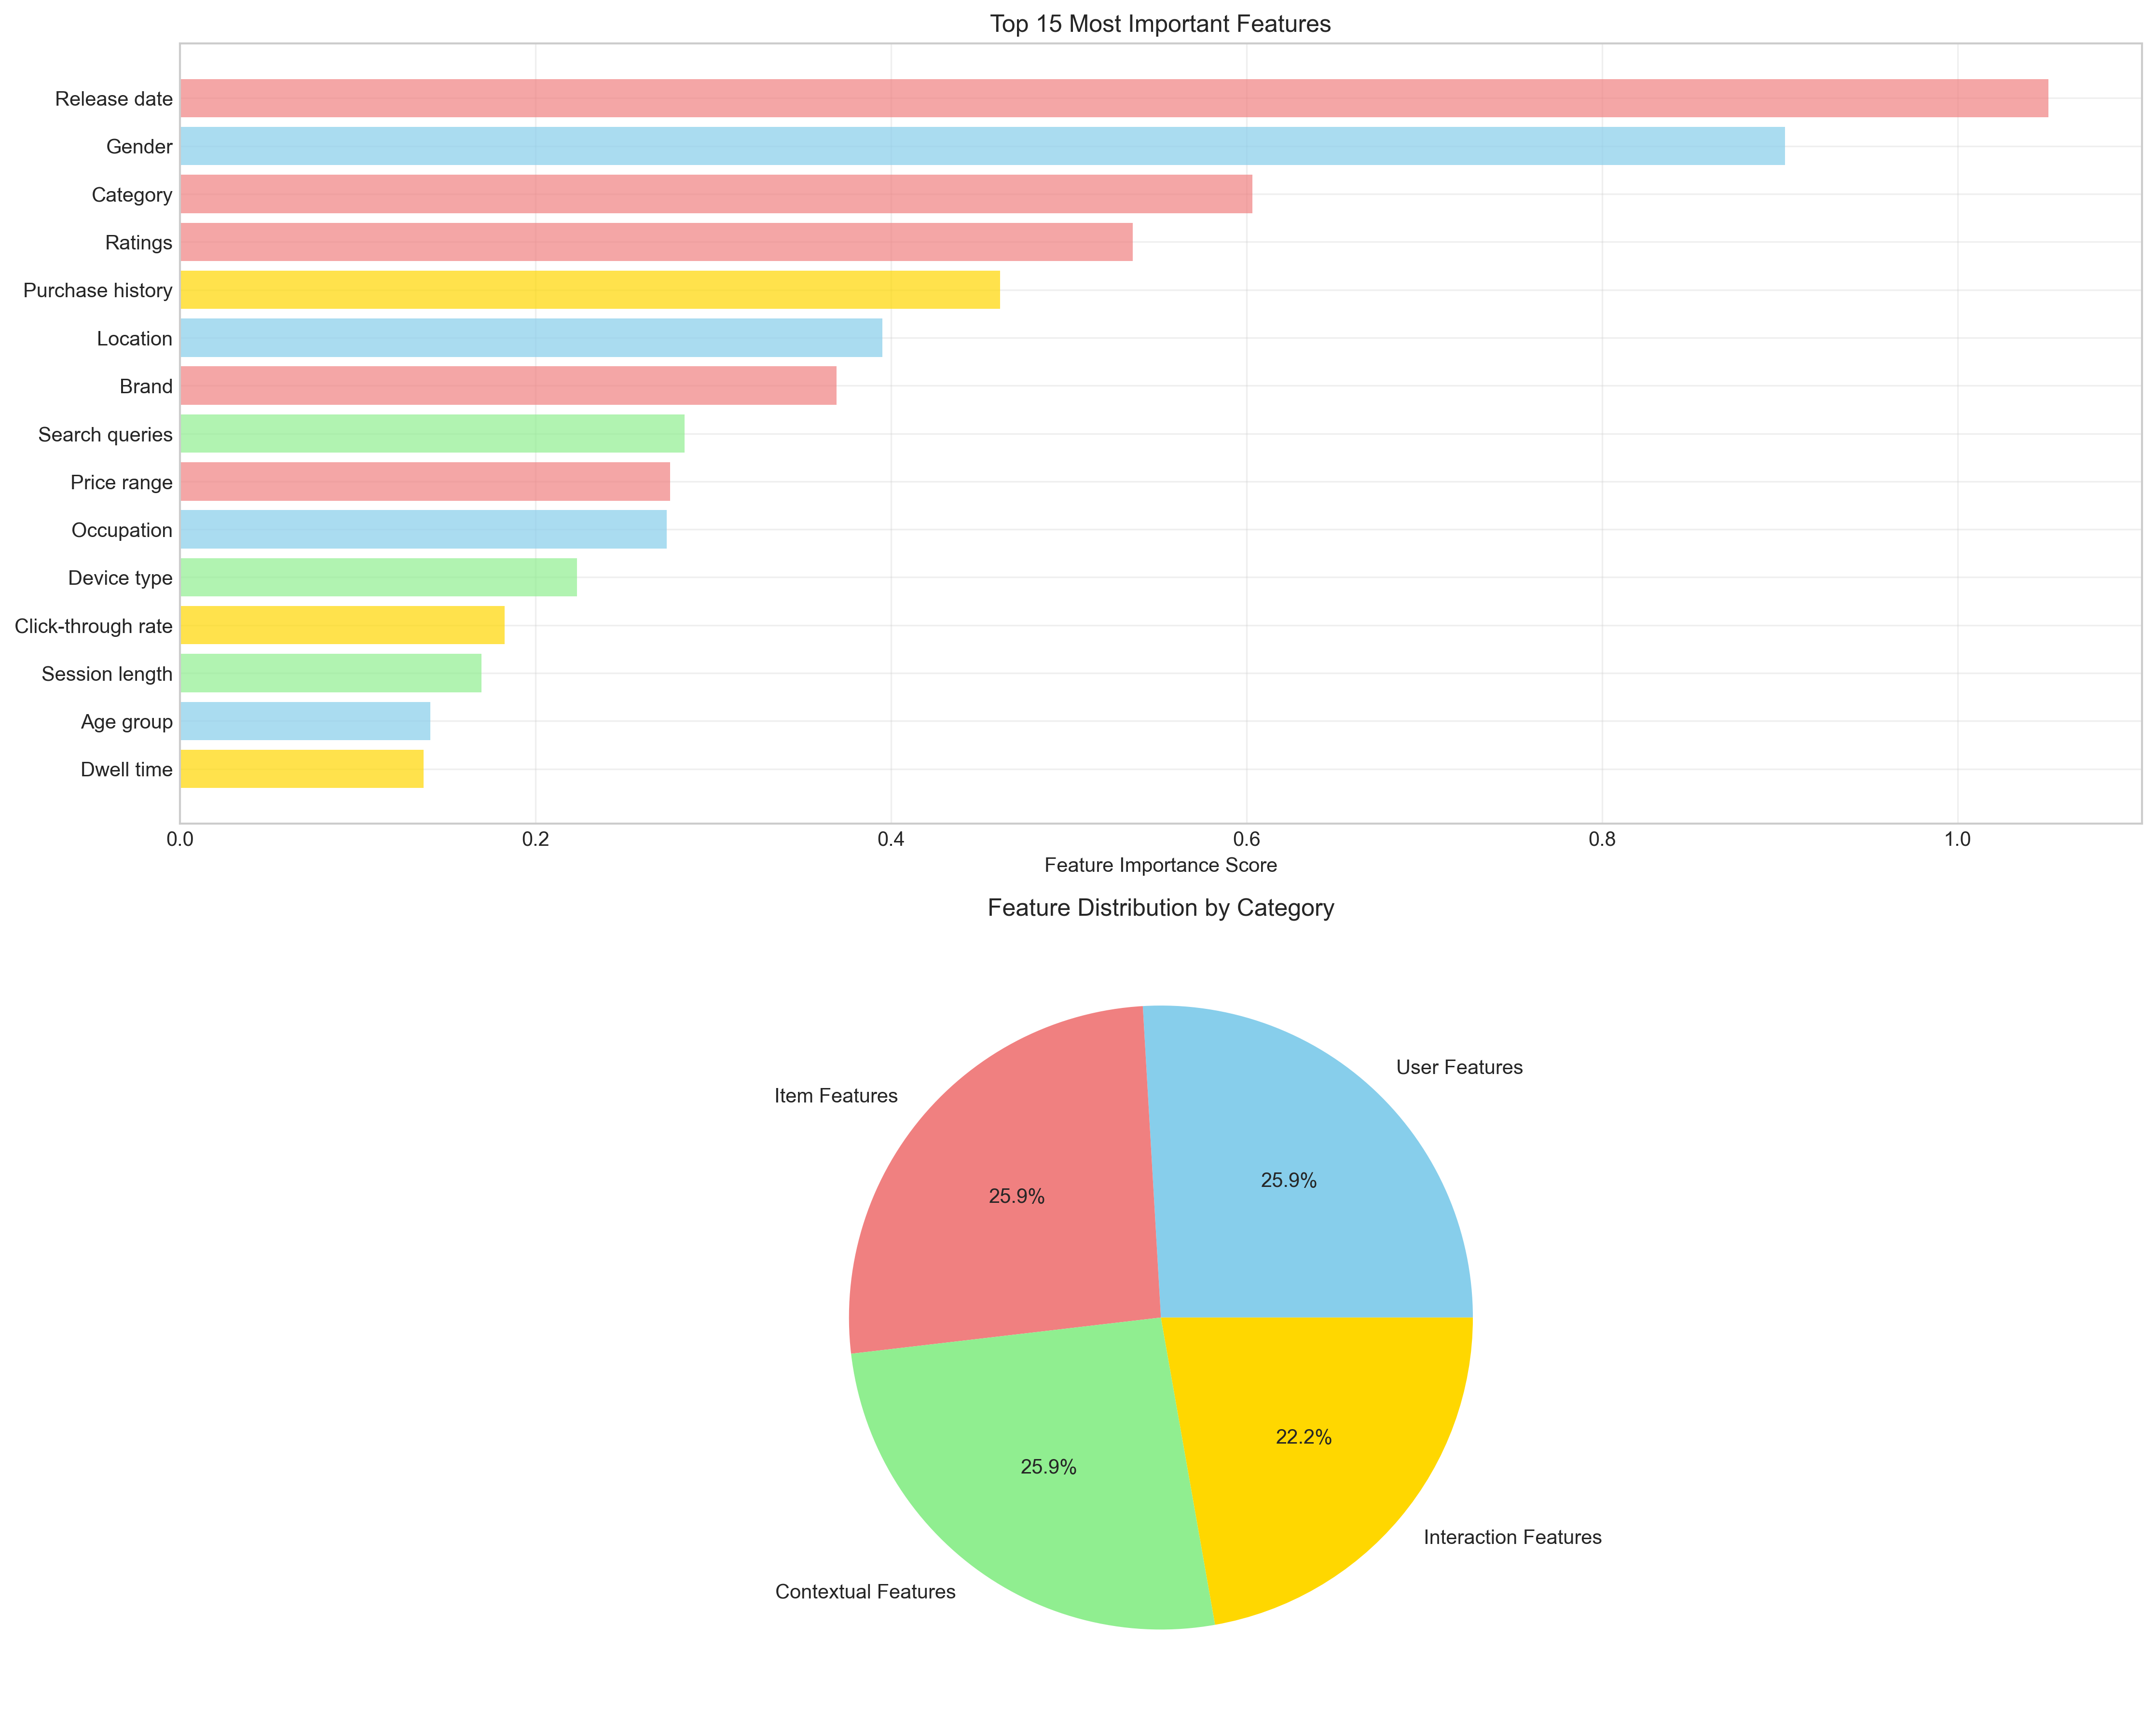 Top 15 Most Important Features
Release date
Gender
Category
Ratings
Purchase history
Location
Brand
Search queries
Price range
Occupation
Device type
Click-through rate
Session length
Age group
Dwell time
0.0 0.2 0.4 0.6 0.8 1.0
Feature Importance Score
Feature Distribution by Category
User Features
Item Features
25.9%
25.9%
22.2%
25.9%
Interaction Features
Contextual Features